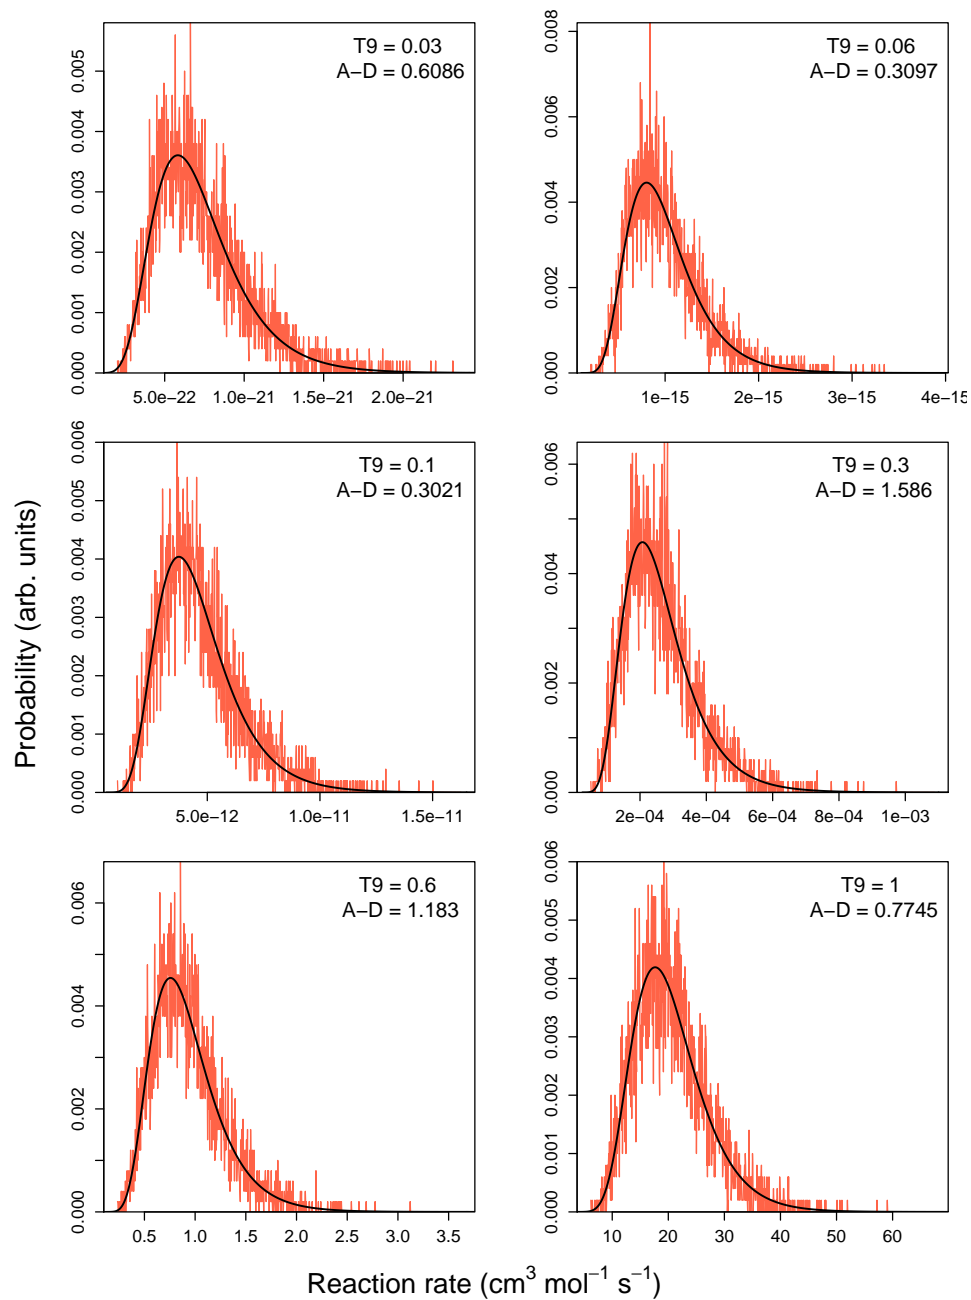 T9 = 0.03
A−D = 0.6086
0.000
0.001
0.002
0.003
0.004
0.005
5.0e−22
1.0e−21
1.5e−21
2.0e−21
T9 = 0.06
A−D = 0.3097
0.000
0.002
0.004
0.006
0.008
1e−15
2e−15
3e−15
4e−15
T9 = 0.1
A−D = 0.3021
0.000
0.001
0.002
0.003
0.004
0.005
0.006
5.0e−12
1.0e−11
1.5e−11
T9 = 0.3
A−D = 1.586
0.000
0.002
0.004
0.006
2e−04
4e−04
6e−04
8e−04
1e−03
T9 = 0.6
A−D = 1.183
0.000
0.002
0.004
0.006
0.5
1.0
1.5
2.0
2.5
3.0
3.5
T9 = 1
A−D = 0.7745
0.000
0.001
0.002
0.003
0.004
0.005
0.006
10
20
30
40
50
60
Probability (arb. units)
Reaction rate (cm³ mol⁻¹ s⁻¹)